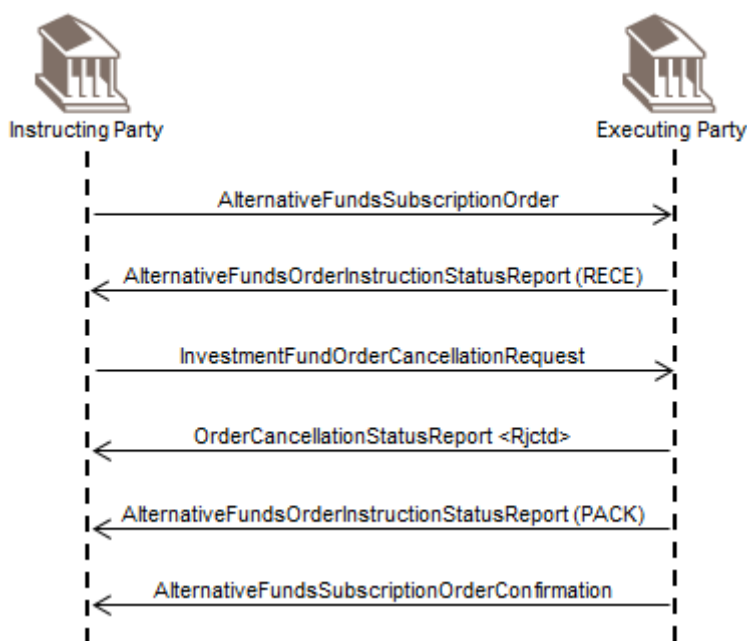 Instructing Party
Executing Party
AlternativeFundsSubscriptionOrder
AlternativeFundsOrderInstructionStatusReport (RECE)
InvestmentFundOrderCancellationRequest
OrderCancellationStatusReport <Rjctd>
AlternativeFundsOrderInstructionStatusReport (PACK)
AlternativeFundsSubscriptionOrderConfirmation